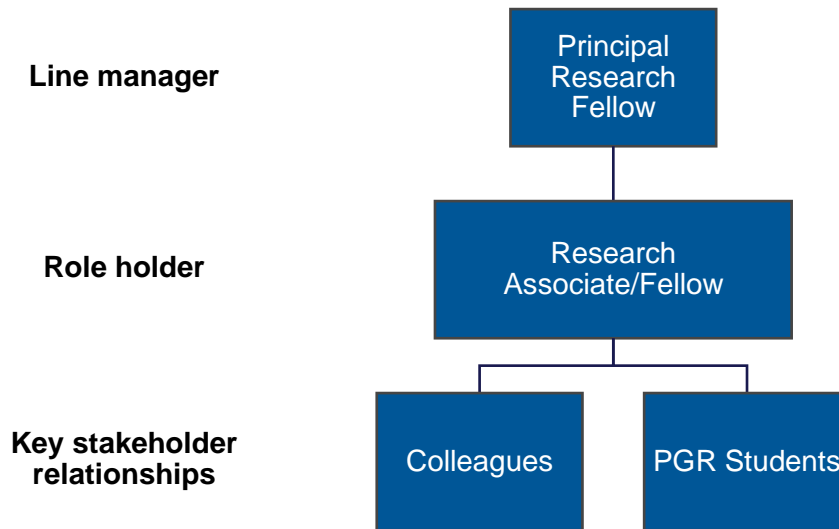 Line manager
Principal
Research
Fellow
Role holder
Research
Associate/Fellow
Key stakeholder
relationships
Colleagues
PGR Students